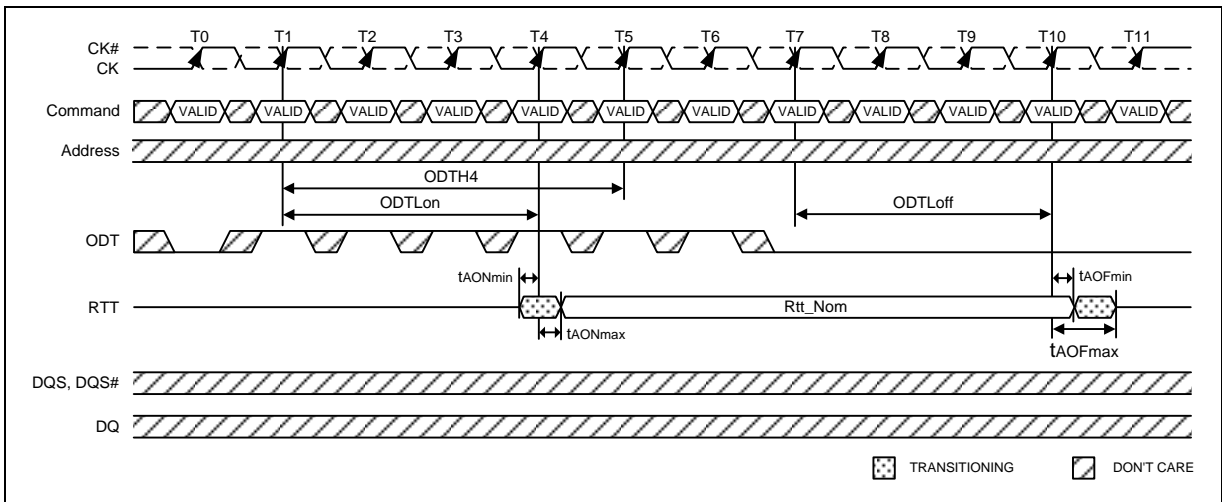 T0 T1 T2 T3 T4 T5 T6 T7 T8 T9 T10 T11
CK#
CK
Command VALID VALID VALID VALID VALID VALID VALID VALID VALID VALID VALID VALID
Address
ODTH4
ODTLon ODTLoff
ODT
tAONmin tAOFmin
RTT Rtt_Nom
tAONmax
tAOFmax
DQS, DQS#
DQ
TRANSITIONING DON'T CARE